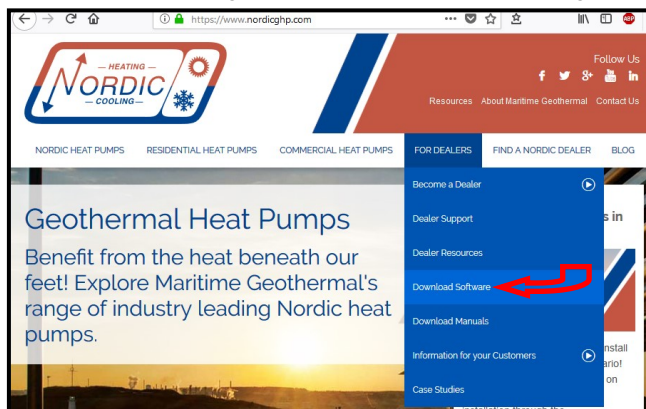 https://www.nordicghp.com
ABP
HEATING
NORDIC
COOLING
Follow Us
Resources About Maritime Geothermal Contact Us
NORDIC HEAT PUMPS RESIDENTIAL HEAT PUMPS COMMERCIAL HEAT PUMPS FOR DEALERS FIND A NORDIC DEALER BLOG
Become a Dealer
Dealer Support
Dealer Resources
Download Software
Download Manuals
Information for your Customers
Case Studies
Geothermal Heat Pumps
Benefit from the heat beneath our
feet! Explore Maritime Geothermal's
range of industry leading Nordic heat
pumps.
s in
nstall
ario!
on